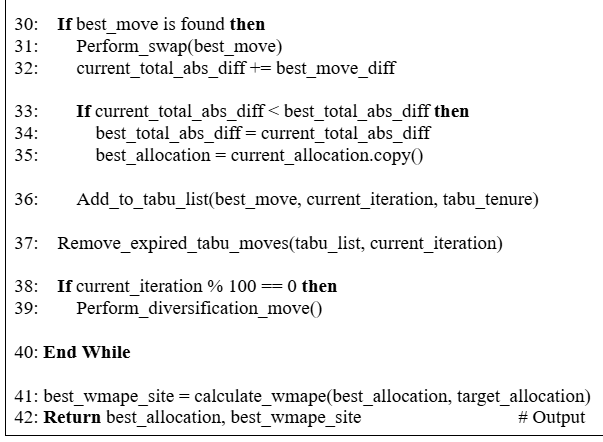 30: If best_move is found then
31: Perform_swap(best_move)
32: current_total_abs_diff += best_move_diff
33: If current_total_abs_diff < best_total_abs_diff then
34: best_total_abs_diff = current_total_abs_diff
35: best_allocation = current_allocation.copy()
36: Add_to_tabu_list(best_move, current_iteration, tabu_tenure)
37: Remove_expired_tabu_moves(tabu_list, current_iteration)
38: If current_iteration % 100 == 0 then
39: Perform_diversification_move()
40: End While
41: best_wmape_site = calculate_wmape(best_allocation, target_allocation)
42: Return best_allocation, best_wmape_site # Output